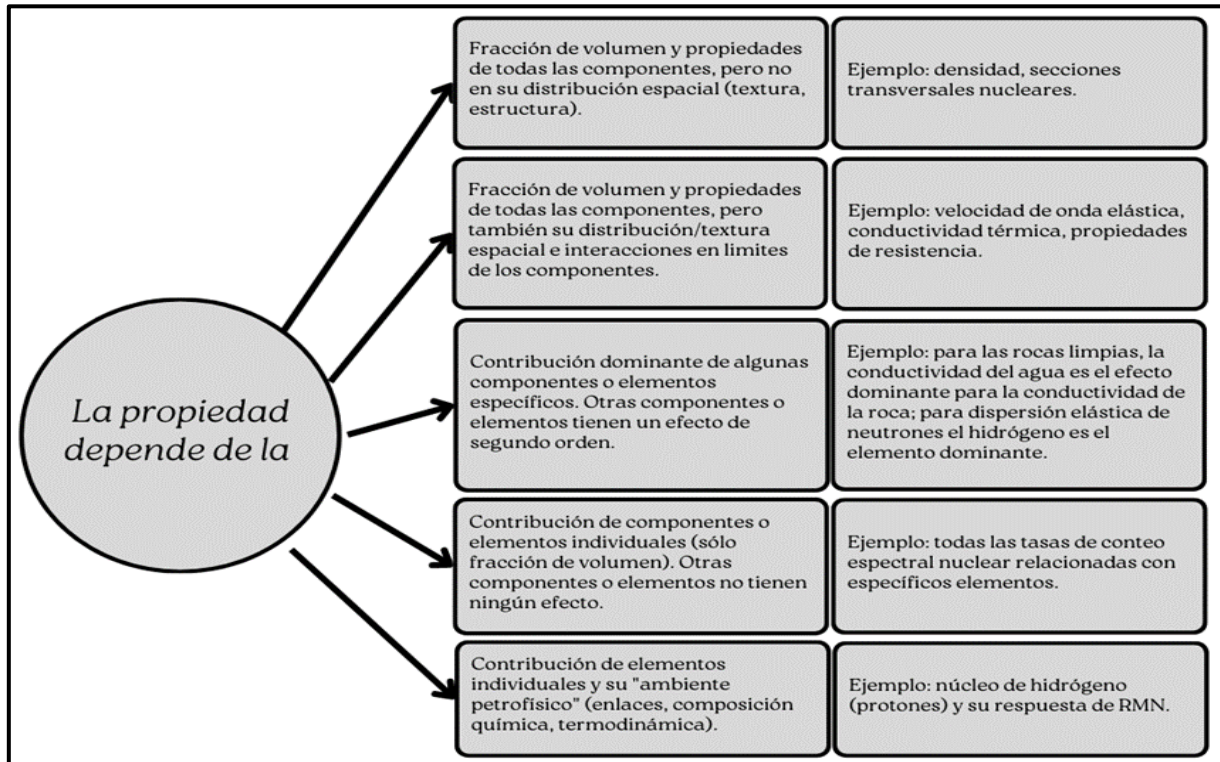 La propiedad
depende de la
Fracción de volumen y propiedades
de todas las componentes, pero no
en su distribución espacial (textura,
estructura).
Ejemplo: densidad, secciones
transversales nucleares.
Fracción de volumen y propiedades
de todas las componentes, pero
también su distribución/textura
espacial e interacciones en limites
de los componentes.
Ejemplo: velocidad de onda elástica,
conductividad térmica, propiedades
de resistencia.
Contribución dominante de algunas
componentes o elementos
específicos. Otras componentes o
elementos tienen un efecto de
segundo orden.
Ejemplo: para las rocas limpias, la
conductividad del agua es el efecto
dominante para la conductividad de
la roca; para dispersión elástica de
neutrones el hidrógeno es el
elemento dominante.
Contribución de componentes o
elementos individuales (sólo
fracción de volumen). Otras
componentes o elementos no tienen
ningún efecto.
Ejemplo: todas las tasas de conteo
espectral nuclear relacionadas con
específicos elementos.
Contribución de elementos
individuales y su "ambiente
petrofísico" (enlaces, composición
química, termodinámica).
Ejemplo: núcleo de hidrógeno
(protones) y su respuesta de RMN.